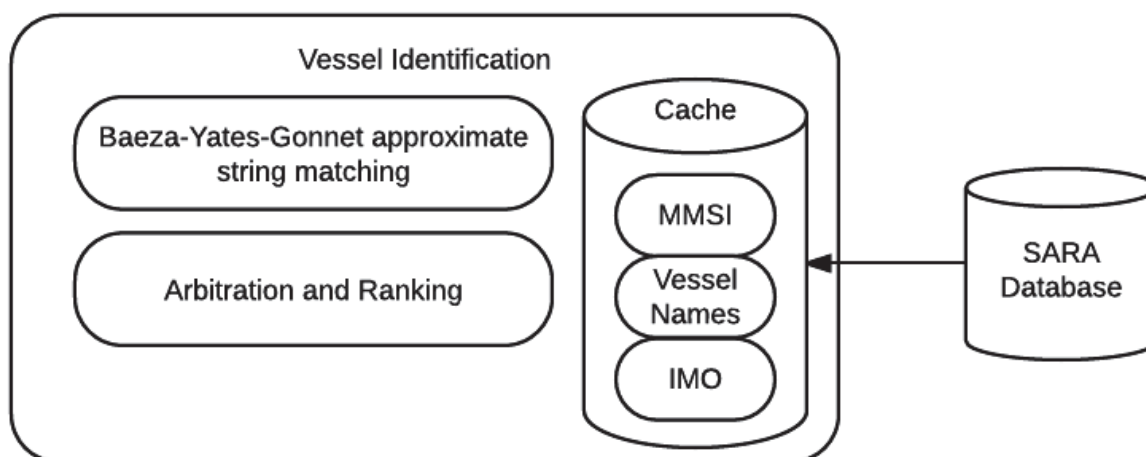 Vessel Identification
Baeza-Yates-Gonnet approximate
string matching
Arbitration and Ranking
Cache
MMSI
Vessel
Names
IMO
SARA
Database